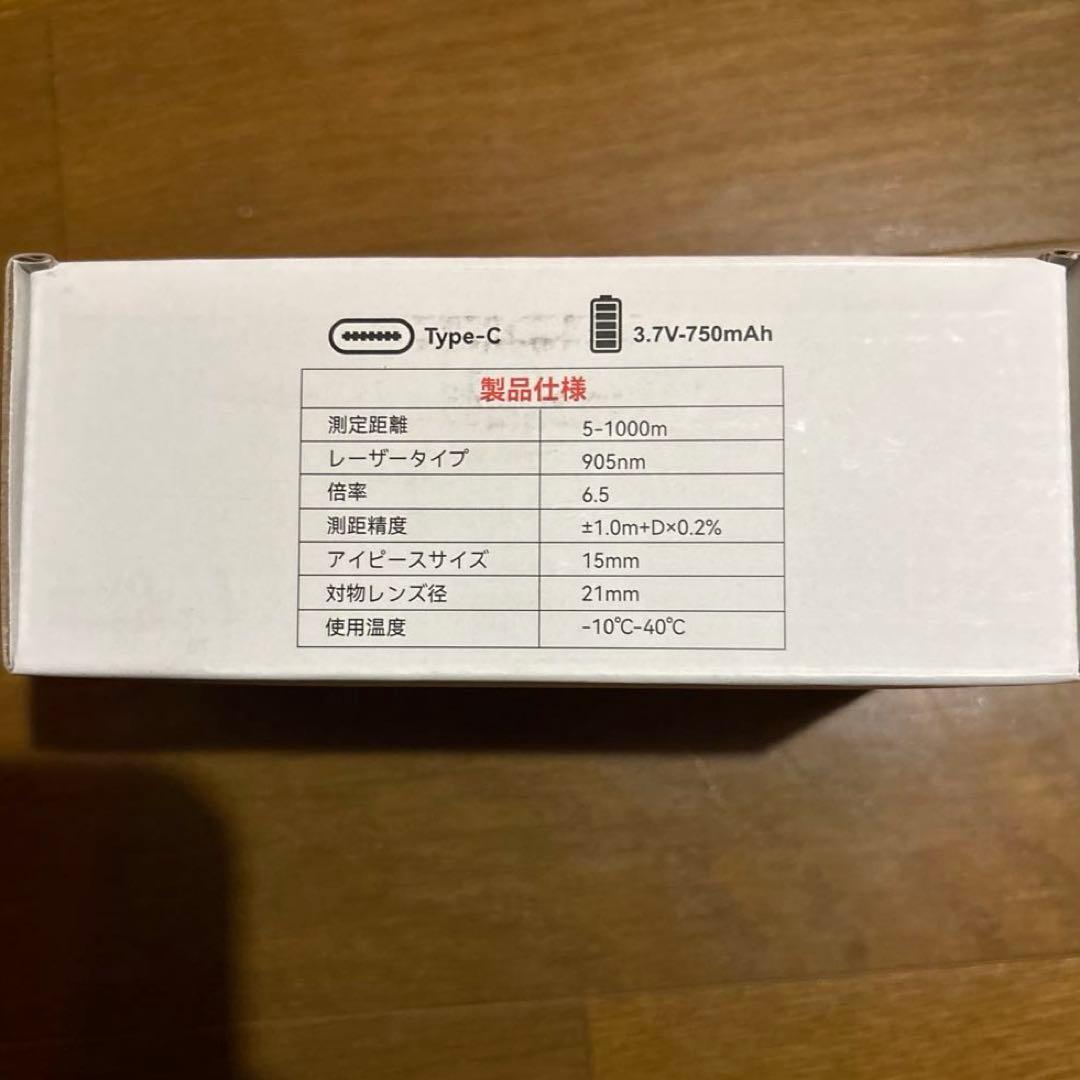 Type-C 3.7V-750mAh
製品仕様
測定距離 5-1000m
レーザータイプ 905nm
倍率 6.5
測距精度 ±1.0m+D×0.2%
アイピースサイズ 15mm
対物レンズ径 21mm
使用温度 -10℃-40℃